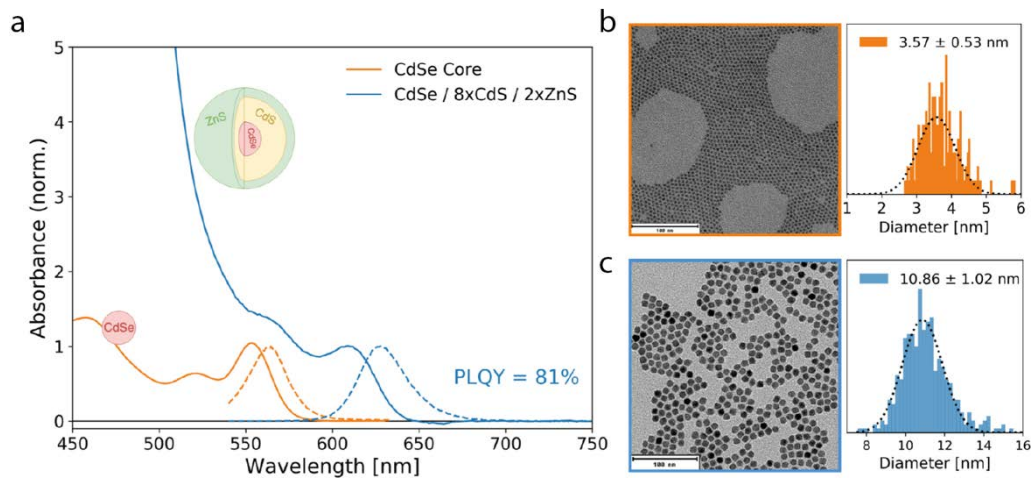 a
5
4
3
2
1
0
Absorbance (norm.)
CdSe Core
CdSe / 8xCdS / 2xZnS
ZnS
CdS
CdSe
CdSe
PLQY = 81%
450
500
550
600
650
700
750
Wavelength [nm]
b
100 nm
3.57 ± 0.53 nm
1
2
3
4
5
6
Diameter [nm]
c
100 nm
10.86 ± 1.02 nm
8
10
12
14
16
Diameter [nm]